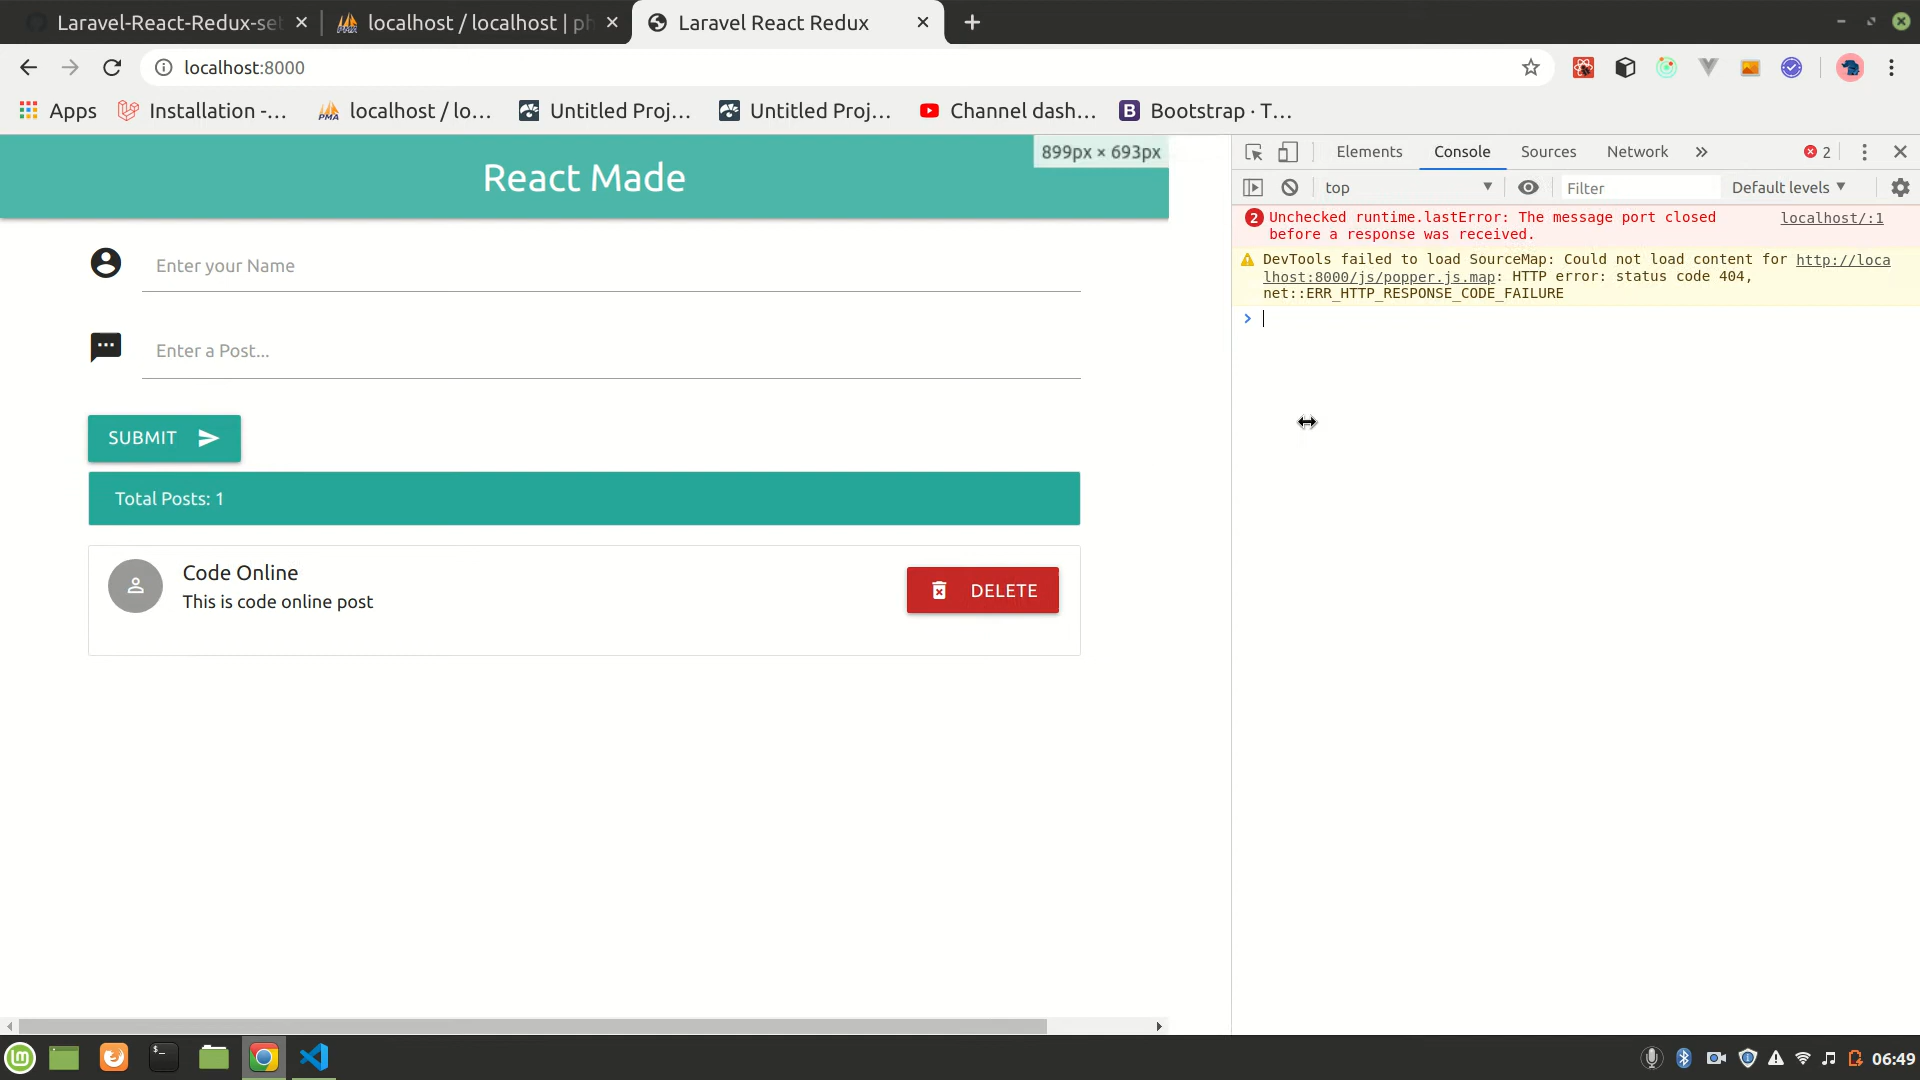 Laravel-React-Redux-set
localhost / localhost | ph
Laravel React Redux
localhost:8000
Apps
Installation -...
PMA
localhost / lo...
Untitled Proj...
Untitled Proj...
Channel dash...
B
Bootstrap · T...
React Made
899px × 693px
Enter your Name
Enter a Post...
SUBMIT
Total Posts: 1
Code Online
This is code online post
DELETE
Elements
Console
Sources
Network
»
2
top
Filter
Default levels
2
Unchecked runtime.lastError: The message port closed
before a response was received.
localhost/:1
DevTools failed to load SourceMap: Could not load content for http://loca
lhost:8000/js/popper.js.map: HTTP error: status code 404,
net::ERR_HTTP_RESPONSE_CODE_FAILURE
>
06:49